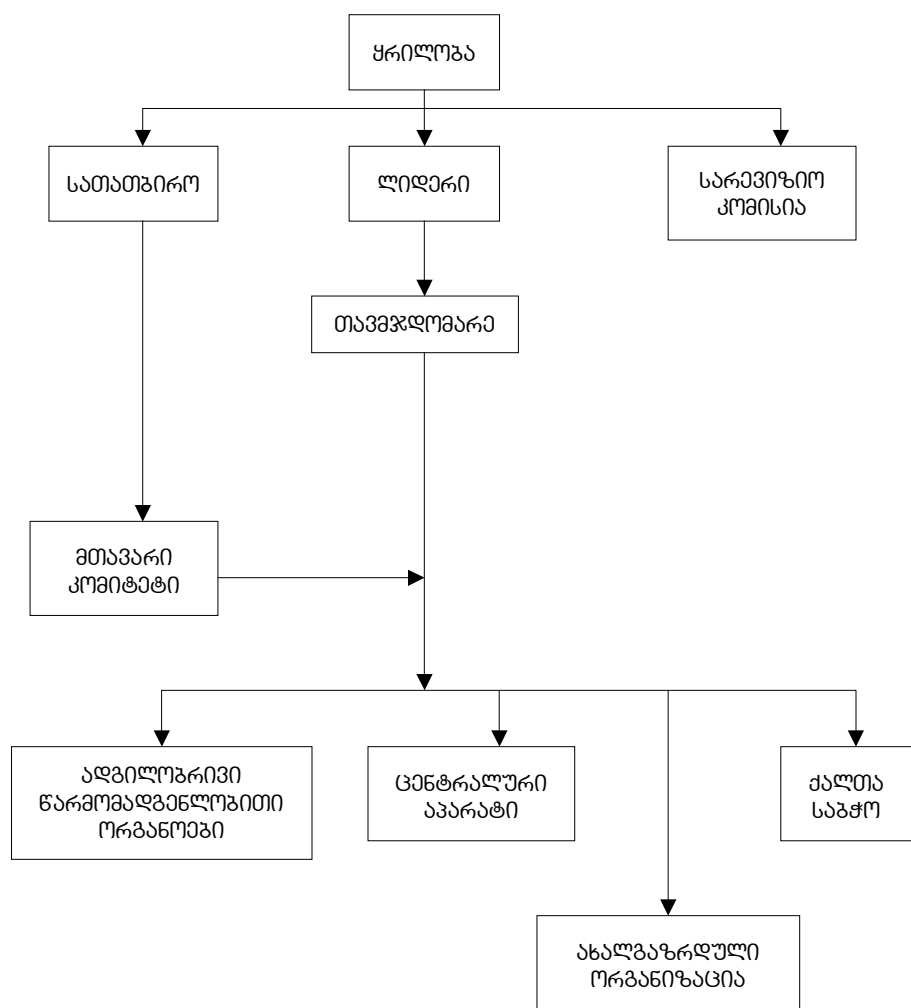 ყრილობა
სათათბირო
ლიდერი
სარევიზიო
კომისია
თავმჯდომარე
მთავარი
კომიტეტი
ადგილობრივი
წარმომადგენლობითი
ორგანოები
ცენტრალური
აპარატი
ქალთა
საბჭო
ახალგაზრდული
ორგანიზაცია